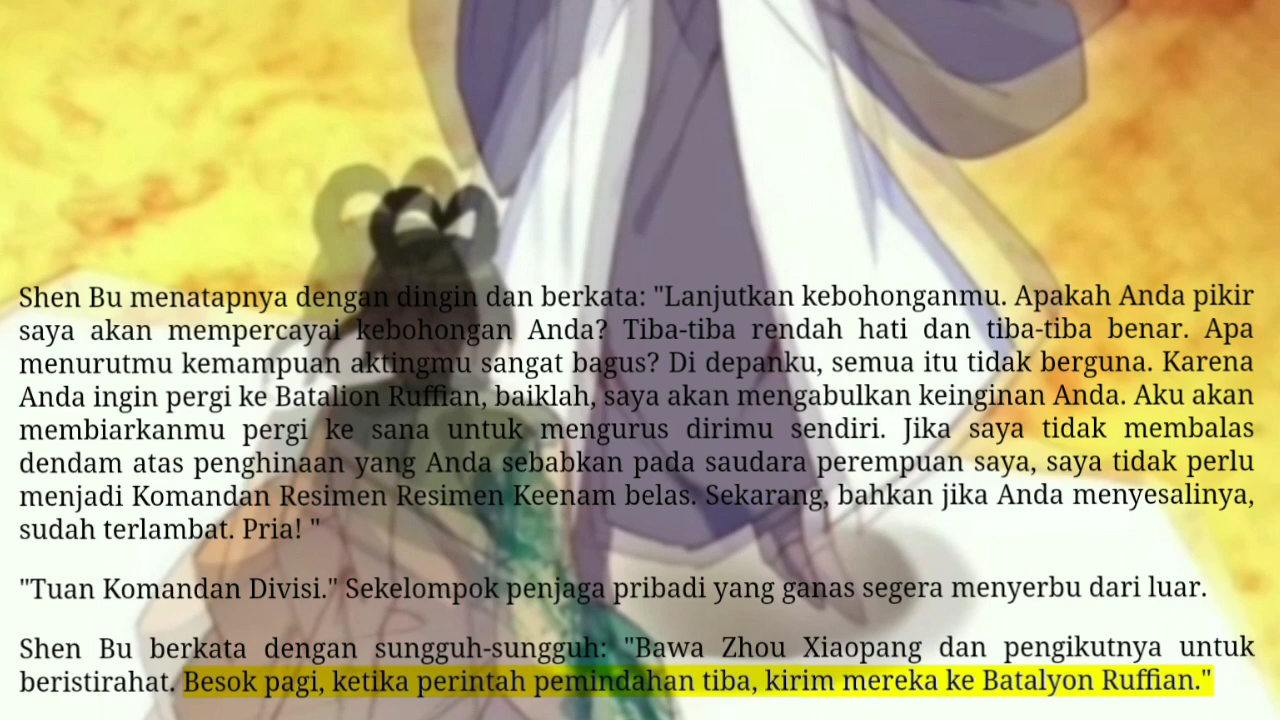 Shen Bu menatapnya dengan dingin dan berkata: "Lanjutkan kebohonganmu. Apakah Anda pikir
saya akan mempercayai kebohongan Anda? Tiba-tiba rendah hati dan tiba-tiba benar. Apa
menurutmu kemampuan aktingmu sangat bagus? Di depanku, semua itu tidak berguna. Karena
Anda ingin pergi ke Batalion Ruffian, baiklah, saya akan mengabulkan keinginan Anda. Aku akan
membiarkanmu pergi ke sana untuk mengurus dirimu sendiri. Jika saya tidak membalas
dendam atas penghinaan yang Anda sebabkan pada saudara perempuan saya, saya tidak perlu
menjadi Komandan Resimen Resimen Keenam belas. Sekarang, bahkan jika Anda menyesalinya,
sudah terlambat. Pria! "
"Tuan Komandan Divisi." Sekelompok penjaga pribadi yang ganas segera menyerbu dari luar.
Shen Bu berkata dengan sungguh-sungguh: "Bawa Zhou Xiaopang dan pengikutnya untuk
beristirahat. Besok pagi, ketika perintah pemindahan tiba, kirim mereka ke Batalyon Ruffian."